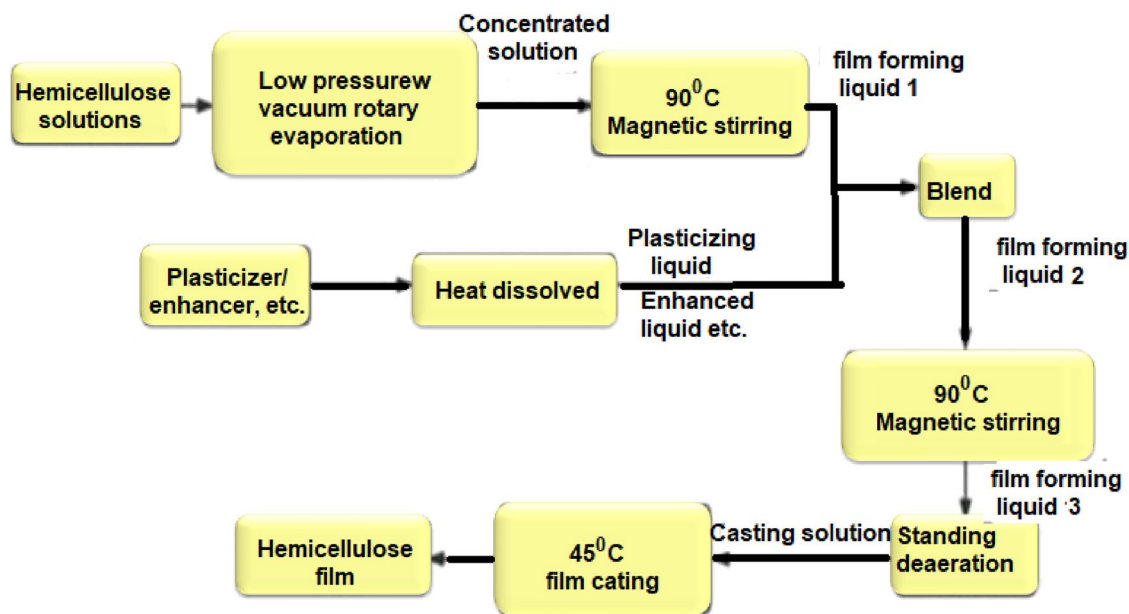 Hemicellulose
solutions
Low pressurew
vacuum rotary
evaporation
Concentrated
solution
90⁰C
Magnetic stirring
film forming
liquid 1
Plasticizer/
enhancer, etc.
Heat dissolved
Plasticizing
liquid
Enhanced
liquid etc.
Blend
film forming
liquid 2
90⁰C
Magnetic stirring
film forming
liquid 3
Standing
deaeration
Casting solution
45⁰C
film cating
Hemicellulose
film